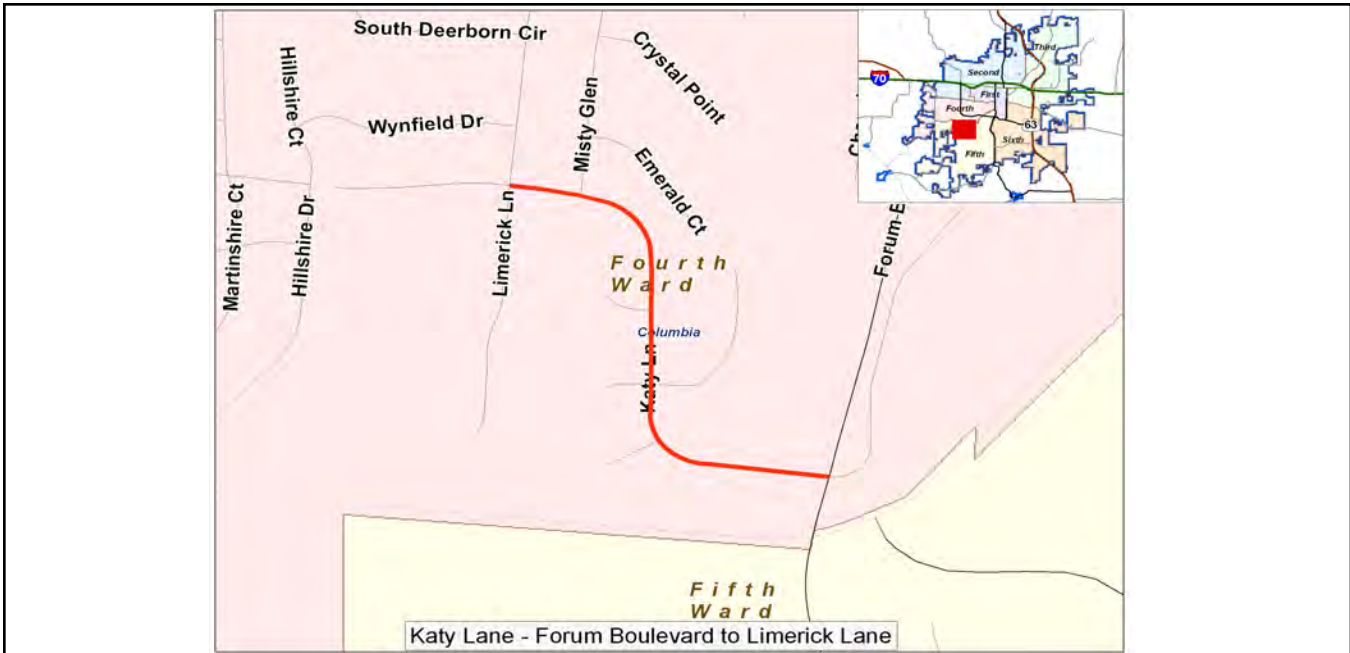 South Deerborn Cir
Crystal Point
Hillshire Ct
Wynfield Dr
Misty Glen
Emerald Ct
Martinshire Ct
Hillshire Dr
Limerick Ln
Fourth
Ward
Columbia
Katy Ln
70
Third
Second
First
Fourth
63
Sixth
Fifth
Ch
Forum-B
Fifth
Ward
Katy Lane - Forum Boulevard to Limerick Lane